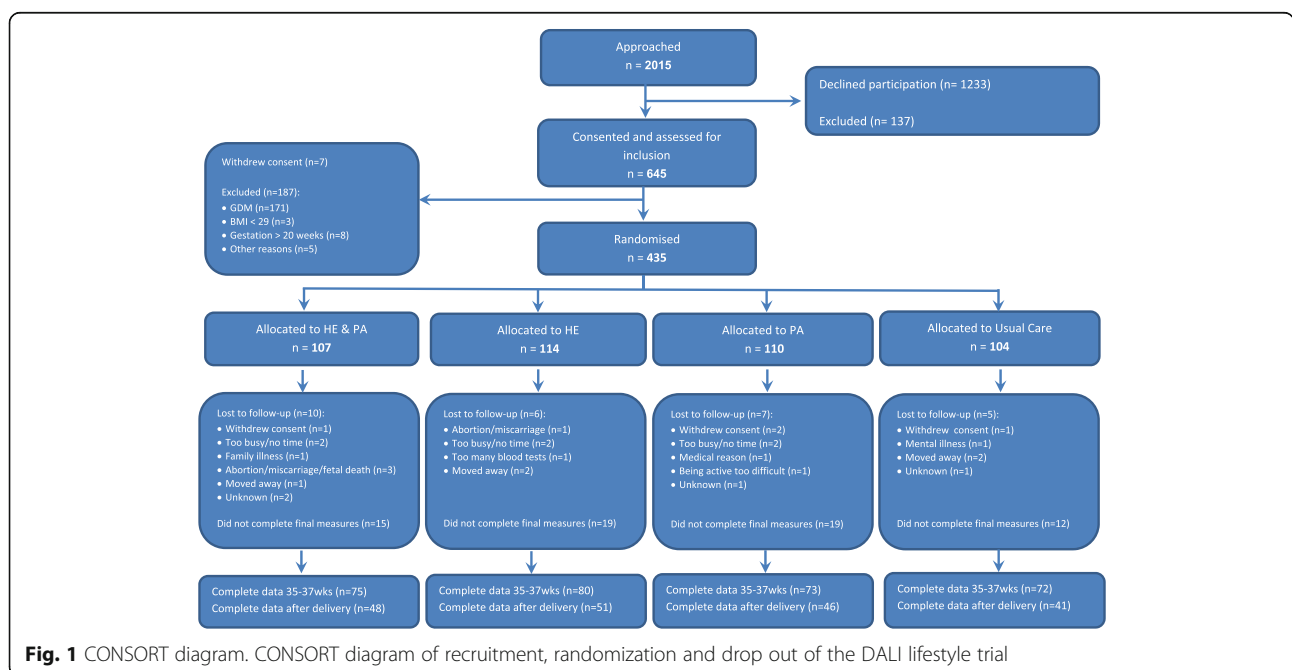 Approached
n = 2015
Declined participation (n= 1233)
Excluded (n= 137)
Consented and assessed for
inclusion
n = 645
Withdrew consent (n=7)
Excluded (n=187):
• GDM (n=171)
• BMI < 29 (n=3)
• Gestation > 20 weeks (n=8)
• Other reasons (n=5)
Randomised
n = 435
Allocated to HE & PA
n = 107
Allocated to HE
n = 114
Allocated to PA
n = 110
Allocated to Usual Care
n = 104
Lost to follow-up (n=10):
• Withdrew consent (n=1)
• Too busy/no time (n=2)
• Family illness (n=1)
• Abortion/miscarriage/fetal death (n=3)
• Moved away (n=1)
• Unknown (n=2)
Did not complete final measures (n=15)
Lost to follow-up (n=6):
• Abortion/miscarriage (n=1)
• Too busy/no time (n=2)
• Too many blood tests (n=1)
• Moved away (n=2)
Did not complete final measures (n=19)
Lost to follow-up (n=7):
• Withdrew consent (n=2)
• Too busy/no time (n=2)
• Medical reason (n=1)
• Being active too difficult (n=1)
• Unknown (n=1)
Did not complete final measures (n=19)
Lost to follow-up (n=5):
• Withdrew consent (n=1)
• Mental illness (n=1)
• Moved away (n=2)
• Unknown (n=1)
Did not complete final measures (n=12)
Complete data 35-37wks (n=75)
Complete data after delivery (n=48)
Complete data 35-37wks (n=80)
Complete data after delivery (n=51)
Complete data 35-37wks (n=73)
Complete data after delivery (n=46)
Complete data 35-37wks (n=72)
Complete data after delivery (n=41)
Fig. 1 CONSORT diagram. CONSORT diagram of recruitment, randomization and drop out of the DALI lifestyle trial